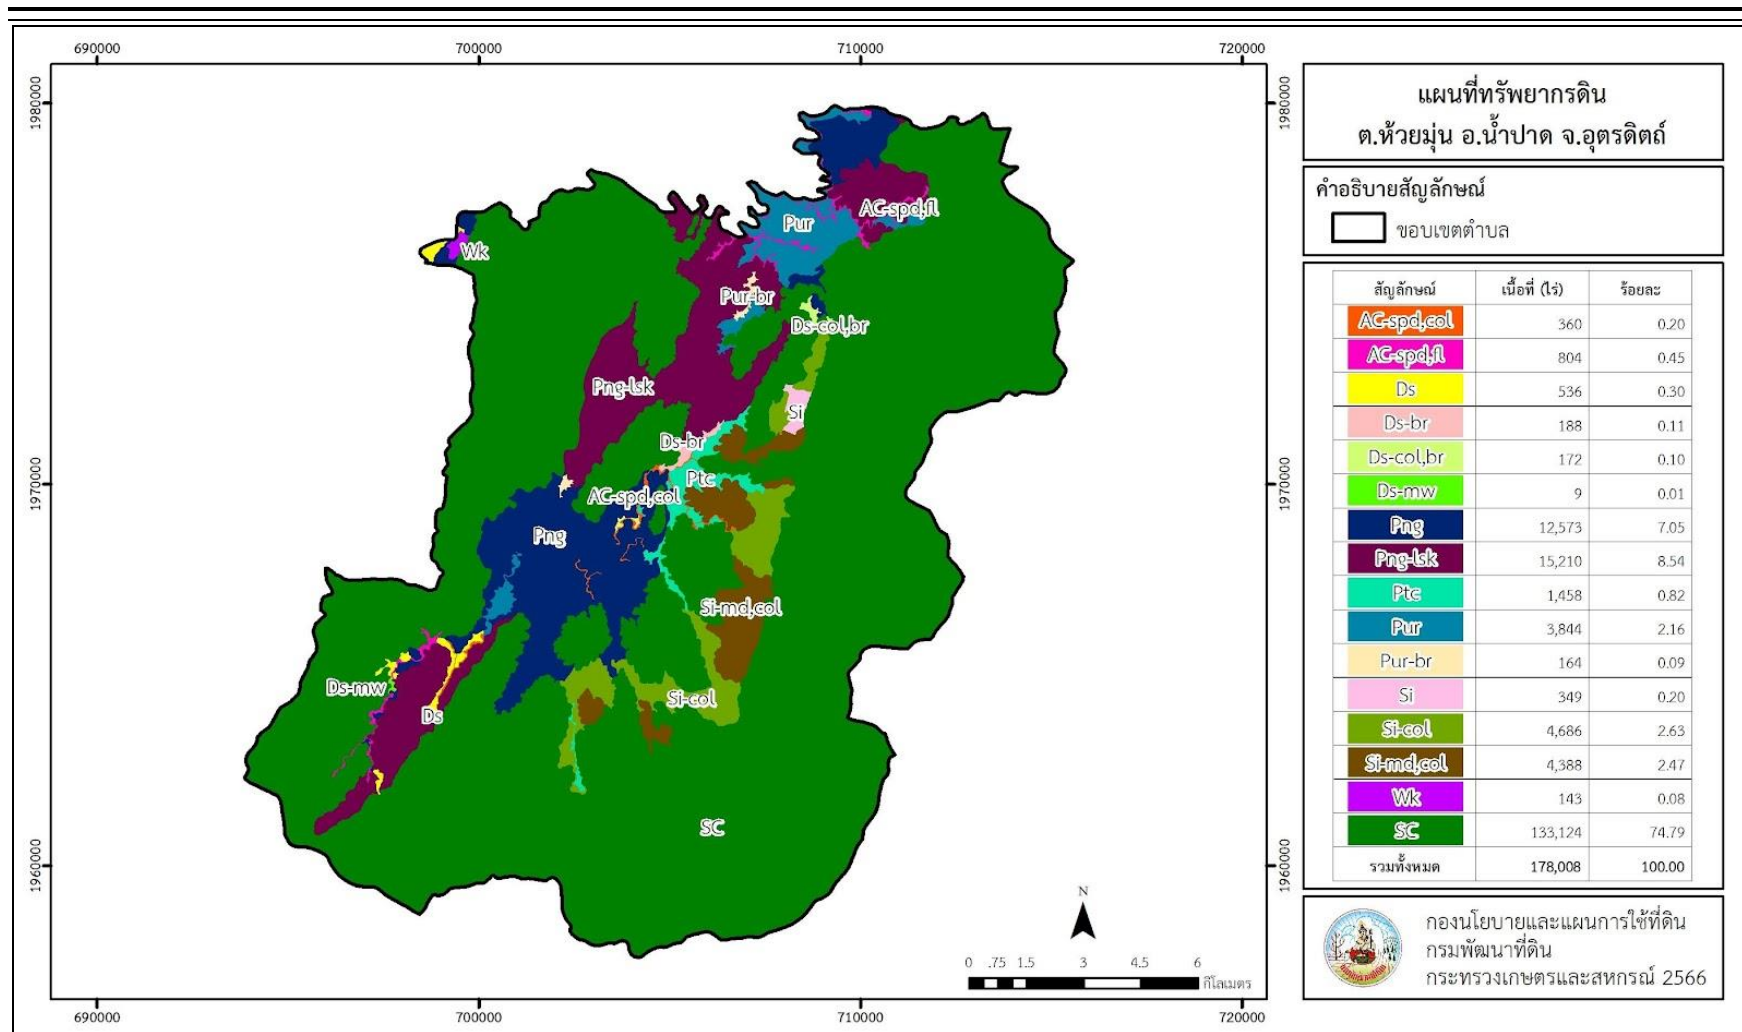 690000 700000 710000 720000
1980000 1980000
1970000 1970000
1960000 1960000
AC-spd,fl
Pur
Wk
Pur-br
Ds-col,br
Png-lsk
Si
Ds-br
Ptc
AC-spd,col
Png
Si-md,col
Ds-mw
Si-col
Ds
SC
N
0 .75 1.5 3 4.5 6
กิโลเมตร
690000 700000 710000 720000
แผนที่ทรัพยากรดิน
ต.ห้วยมุ่น อ.น้ำปาด จ.อุตรดิตถ์
คำอธิบายสัญลักษณ์
ขอบเขตตำบล
สัญลักษณ์ เนื้อที่ (ไร่) ร้อยละ
AC-spd,col 360 0.20
AC-spd,fl 804 0.45
Ds 536 0.30
Ds-br 188 0.11
Ds-col,br 172 0.10
Ds-mw 9 0.01
Png 12,573 7.05
Png-lsk 15,210 8.54
Ptc 1,458 0.82
Pur 3,844 2.16
Pur-br 164 0.09
Si 349 0.20
Si-col 4,686 2.63
Si-md,col 4,388 2.47
Wk 143 0.08
SC 133,124 74.79
รวมทั้งหมด 178,008 100.00
กองนโยบายและแผนการใช้ที่ดิน
กรมพัฒนาที่ดิน
กระทรวงเกษตรและสหกรณ์ 2566